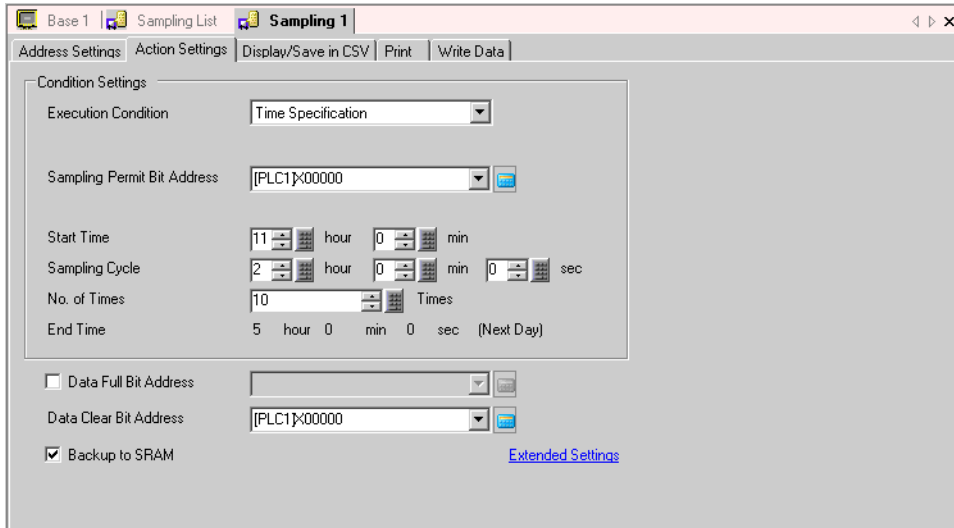 Base 1 Sampling List Sampling 1
Address Settings Action Settings Display/Save in CSV Print Write Data
Condition Settings
Execution Condition Time Specification
Sampling Permit Bit Address [PLC1]X00000
Start Time 11 hour 0 min
Sampling Cycle 2 hour 0 min 0 sec
No. of Times 10 Times
End Time 5 hour 0 min 0 sec (Next Day)
Data Full Bit Address
Data Clear Bit Address [PLC1]X00000
Backup to SRAM Extended Settings